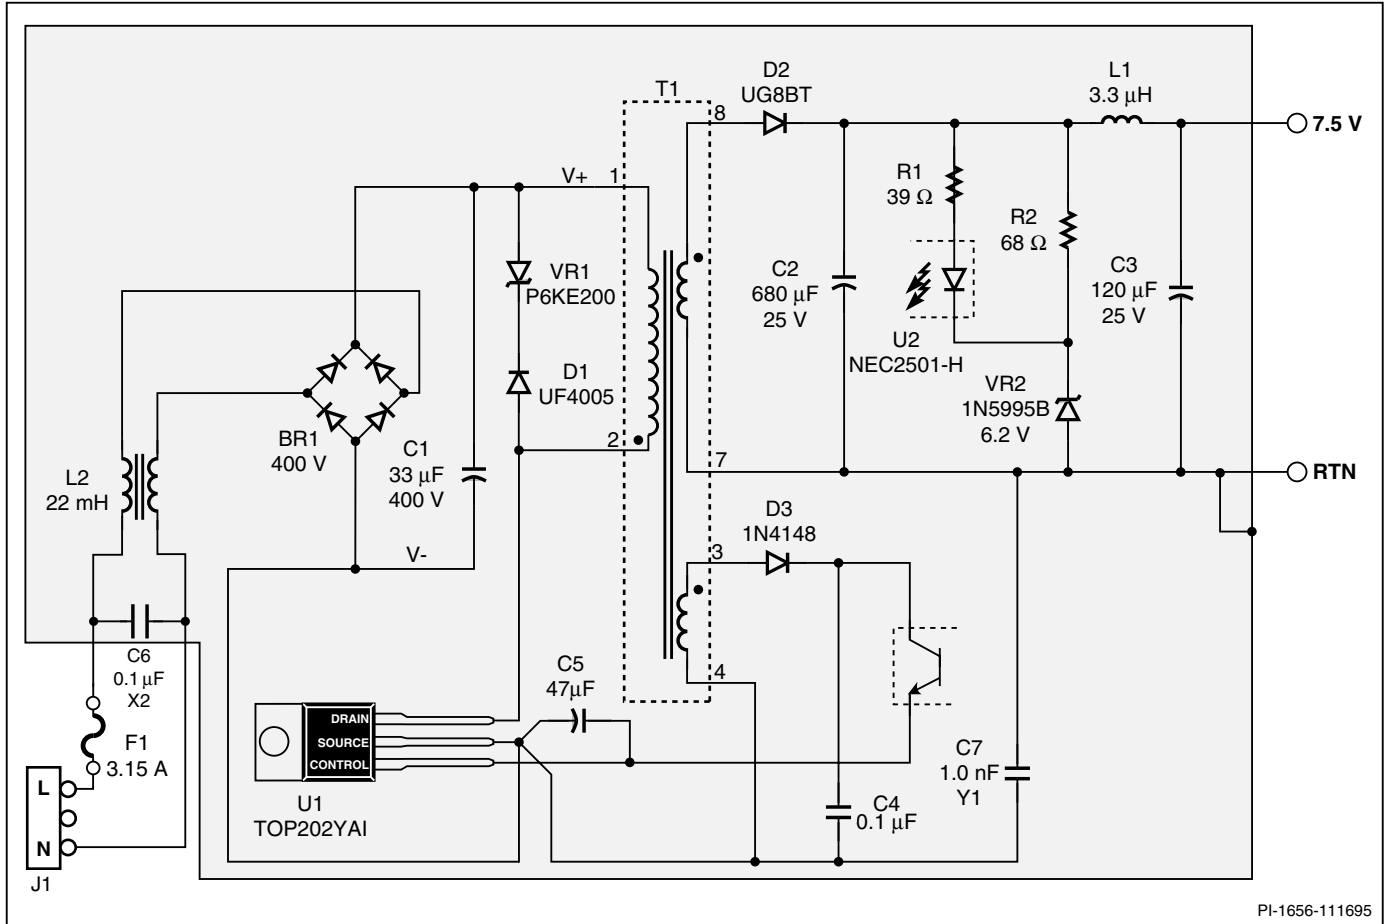 D2
UG8BT
L1
3.3 µH
T1
8
7.5 V
R1
39 Ω
V+
1
R2
68 Ω
VR1
P6KE200
C2
680 µF
25 V
C3
120 µF
25 V
U2
NEC2501-H
D1
UF4005
VR2
1N5995B
6.2 V
BR1
400 V
C1
33 µF
400 V
2
7
RTN
L2
22 mH
D3
1N4148
V-
3
C6
0.1 µF
X2
C5
47µF
4
DRAIN
SOURCE
CONTROL
F1
3.15 A
C7
1.0 nF
Y1
L
N
J1
U1
TOP202YAI
C4
0.1 µF
PI-1656-111695